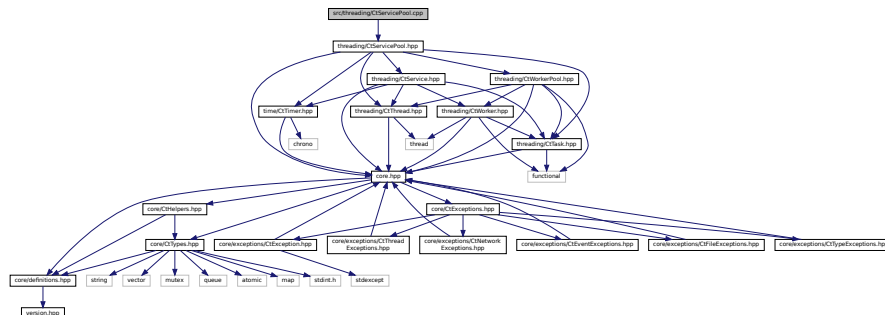 src/threading/CtServicePool.cpp
threading/CtServicePool.hpp
threading/CtService.hpp
threading/CtWorkerPool.hpp
time/CtTimer.hpp
threading/CtThread.hpp
threading/CtWorker.hpp
chrono
thread
threading/CtTask.hpp
core.hpp
functional
core/CtHelpers.hpp
core/CtExceptions.hpp
core/CtTypes.hpp
core/exceptions/CtException.hpp
core/exceptions/CtThread
Exceptions.hpp
core/exceptions/CtNetwork
Exceptions.hpp
core/exceptions/CtEventExceptions.hpp
core/exceptions/CtFileExceptions.hpp
core/exceptions/CtTypeExceptions.hpp
core/definitions.hpp
string
vector
mutex
queue
atomic
map
stdint.h
stdexcept
version.hpp